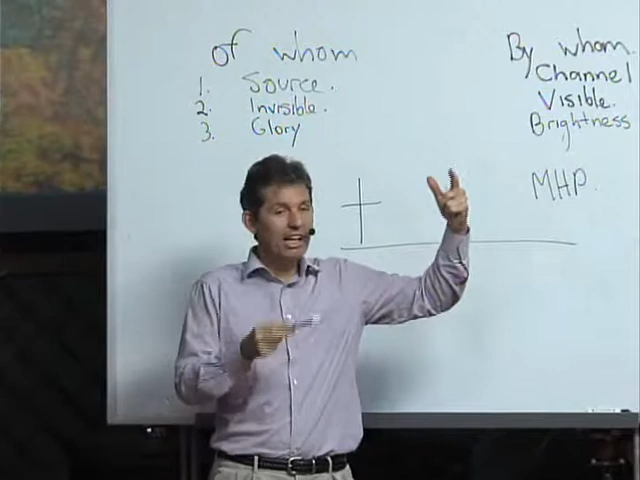 of whom
1. Source.
2. Invisible.
3. Glory
By whom.
Channel
Visible.
Brightness
MHP.